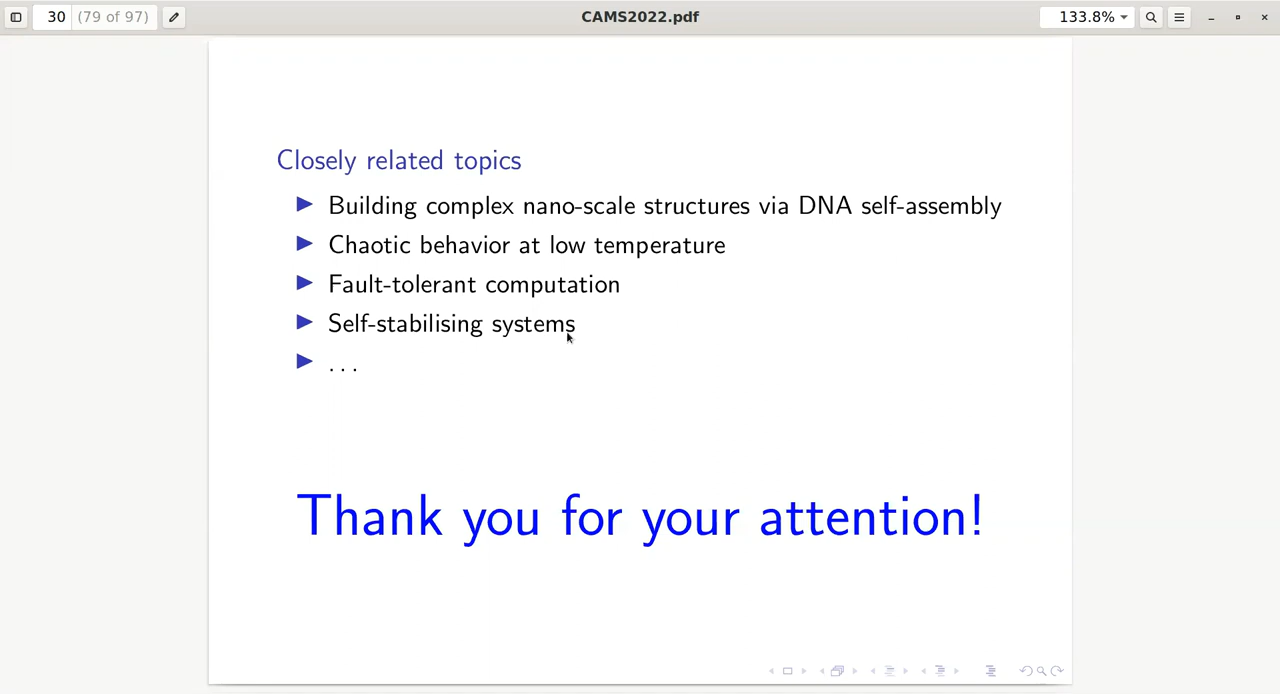 30 (79 of 97)
CAMS2022.pdf
133.8%
Closely related topics
Building complex nano-scale structures via DNA self-assembly
Chaotic behavior at low temperature
Fault-tolerant computation
Self-stabilising systems
...
Thank you for your attention!